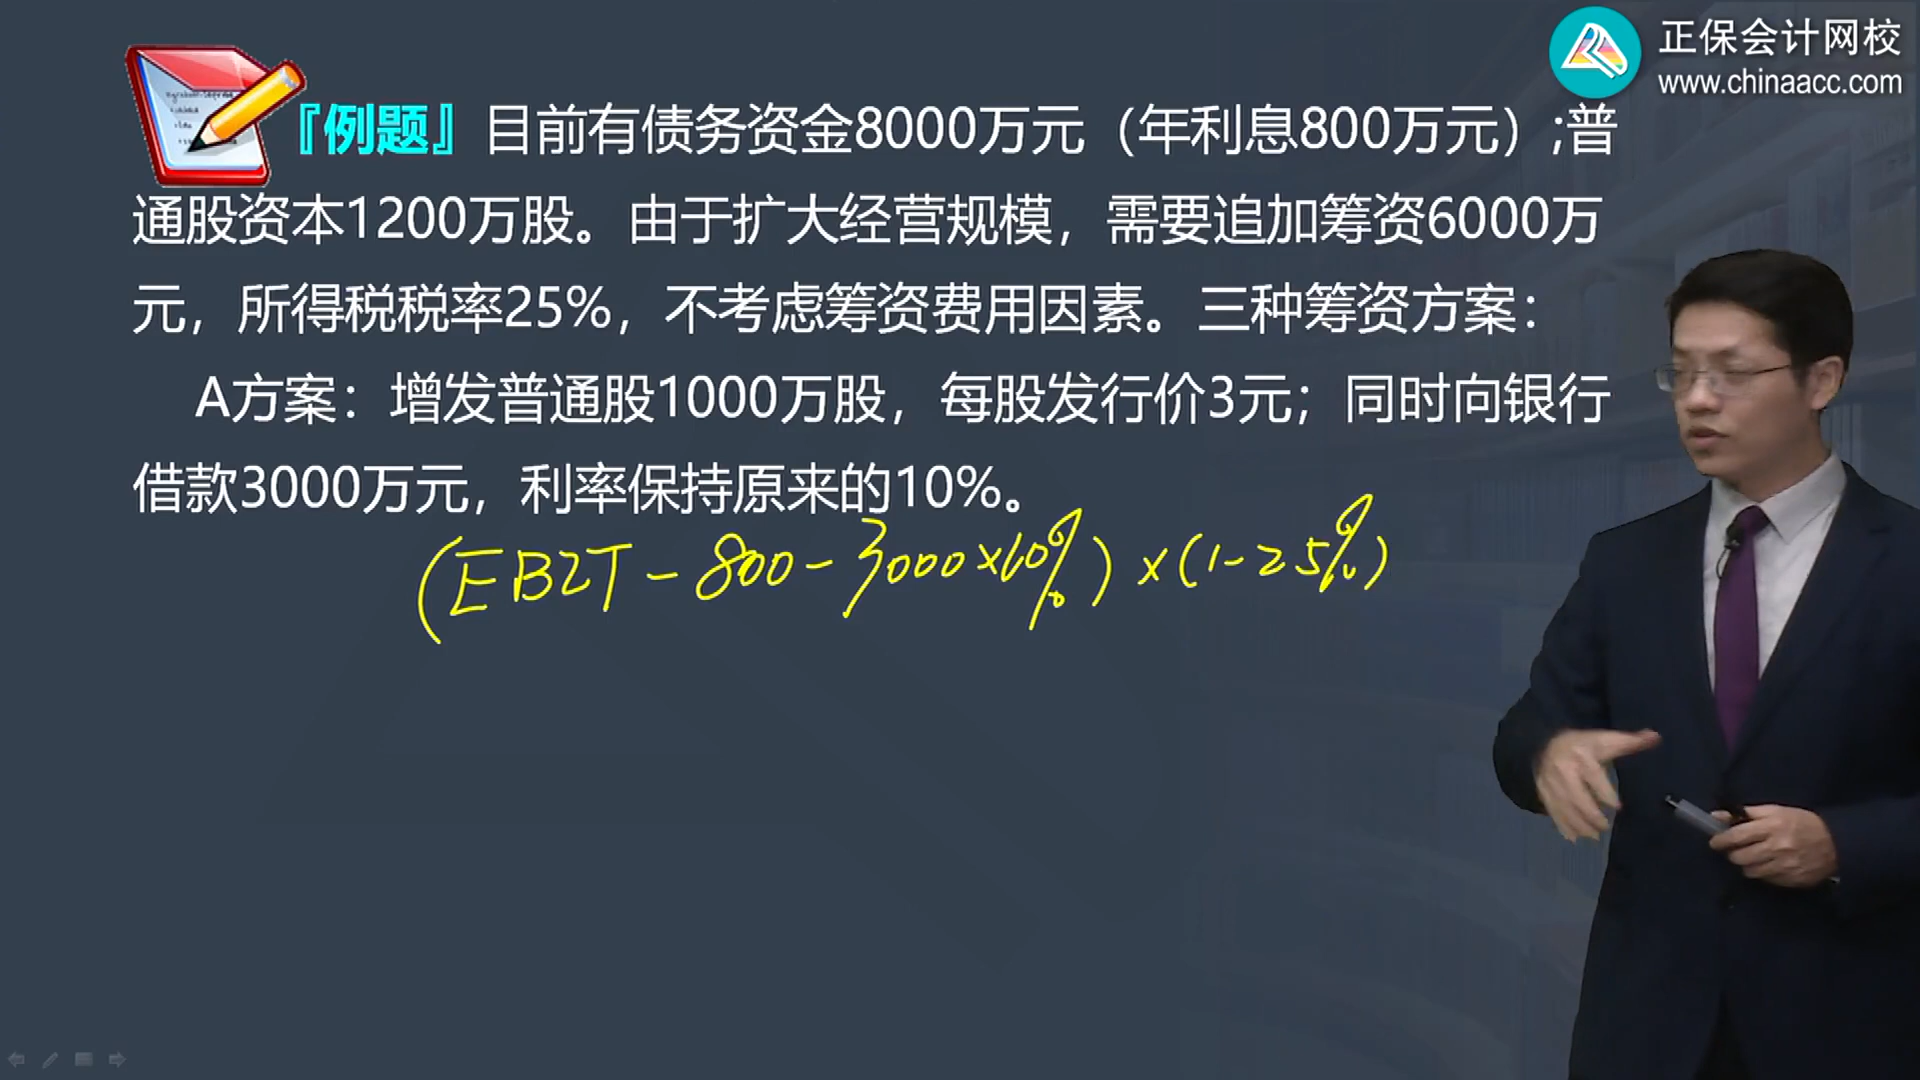 正保会计网校
www.chinaacc.com
『例题』目前有债务资金8000万元（年利息800万元）;普
通股资本1200万股。由于扩大经营规模，需要追加筹资6000万
元，所得税税率25%，不考虑筹资费用因素。三种筹资方案：
A方案：增发普通股1000万股，每股发行价3元；同时向银行
借款3000万元，利率保持原来的10%。
(EBIT-800-3000×10%)×(1-25%)